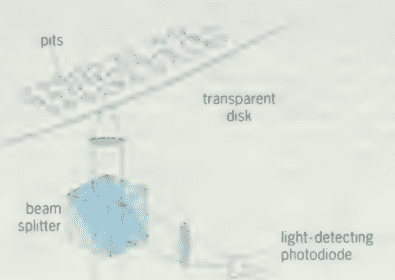 pits
transparent
disk
beam
splitter
light-detecting
photodiode